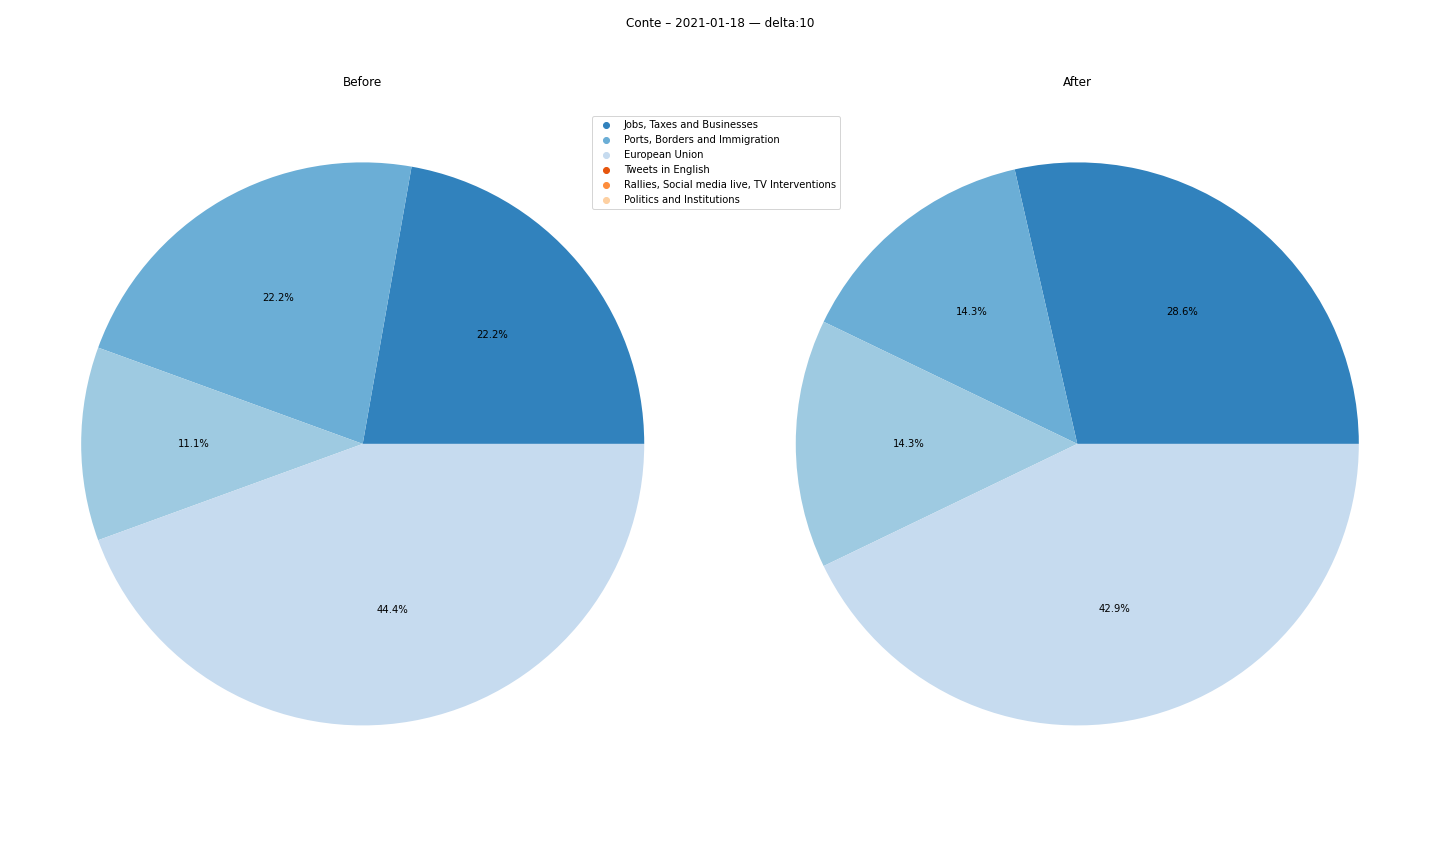 Conte – 2021-01-18 — delta:10
Before
After
Jobs, Taxes and Businesses
Ports, Borders and Immigration
European Union
Tweets in English
Rallies, Social media live, TV Interventions
Politics and Institutions
22.2%
22.2%
11.1%
44.4%
28.6%
14.3%
14.3%
42.9%